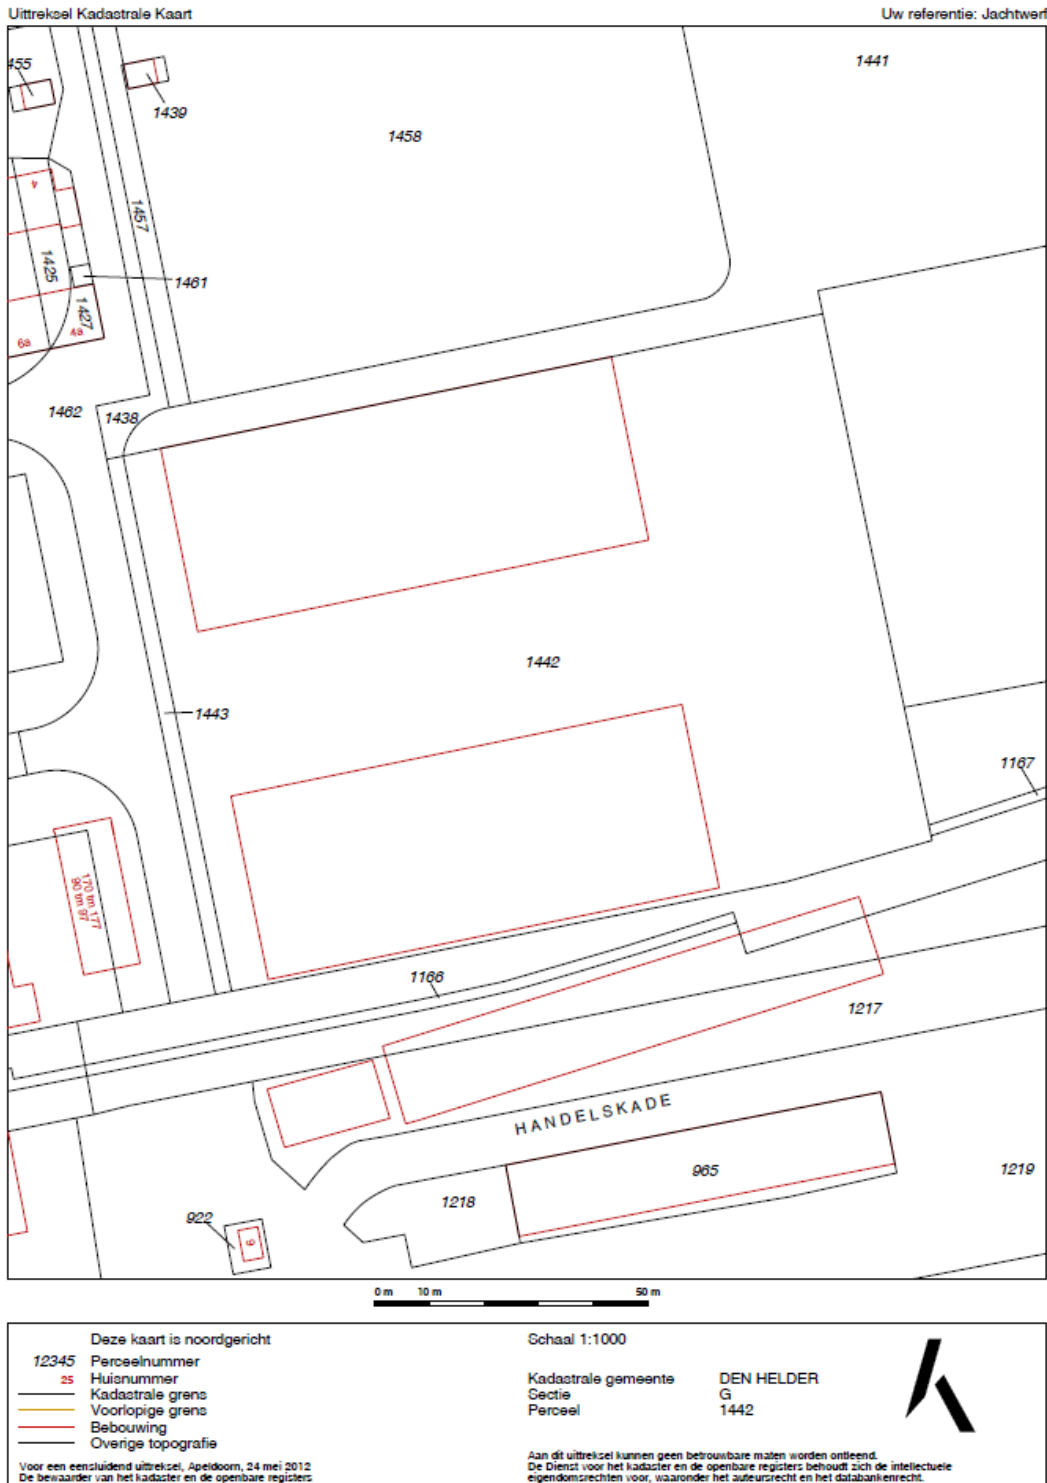 Uittreksel Kadastrale Kaart
Uw referentie: Jachtwerf
455
1439
1458
1441
4
1457
1425
1461
1427
4a
6a
1462
1438
1442
1443
1167
170 tm 177
90 tm 97
1166
1217
HANDELSKADE
965
1218
1219
922
9
0 m 10 m 50 m
Deze kaart is noordgericht
12345 Perceelnummer
25 Huisnummer
Kadastrale grens
Voorlopige grens
Bebouwing
Overige topografie
Voor een eensluidend uittreksel, Apeldoorn, 24 mei 2012
De bewaarder van het kadaster en de openbare registers
Schaal 1:1000
Kadastrale gemeente DEN HELDER
Sectie G
Perceel 1442
Aan dit uittreksel kunnen geen betrouwbare maten worden ontleend.
De Dienst voor het kadaster en de openbare registers behoudt zich de intellectuele
eigendomsrechten voor, waaronder het auteursrecht en het databankenrecht.